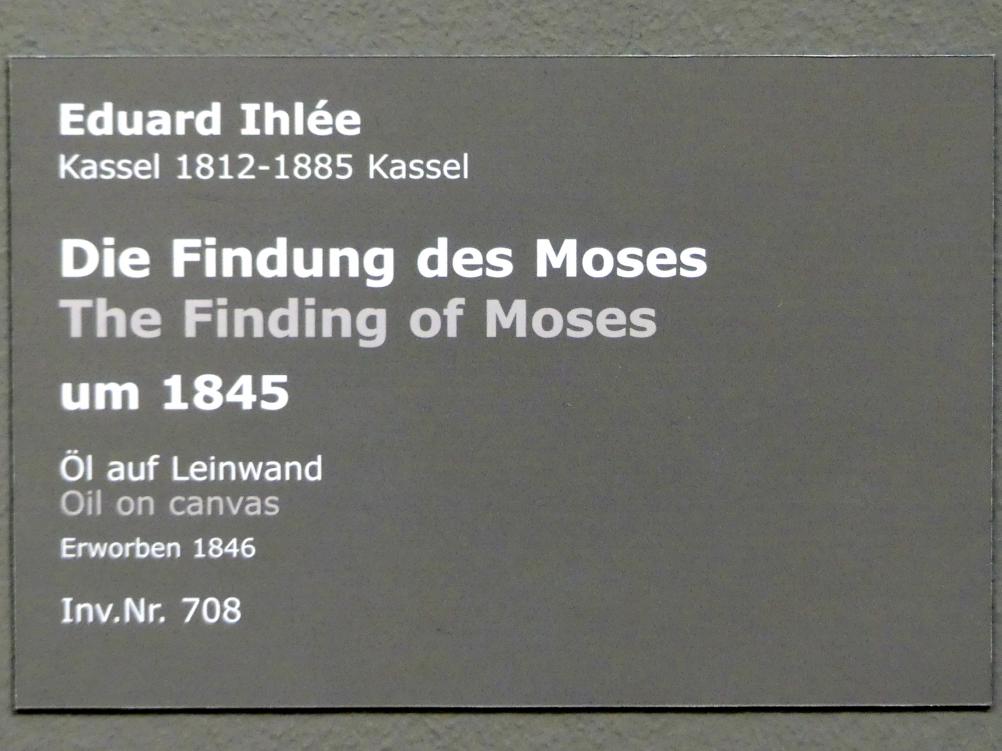 Eduard Ihlée
Kassel 1812-1885 Kassel
Die Findung des Moses
The Finding of Moses
um 1845
Öl auf Leinwand
Oil on canvas
Erworben 1846
Inv.Nr. 708